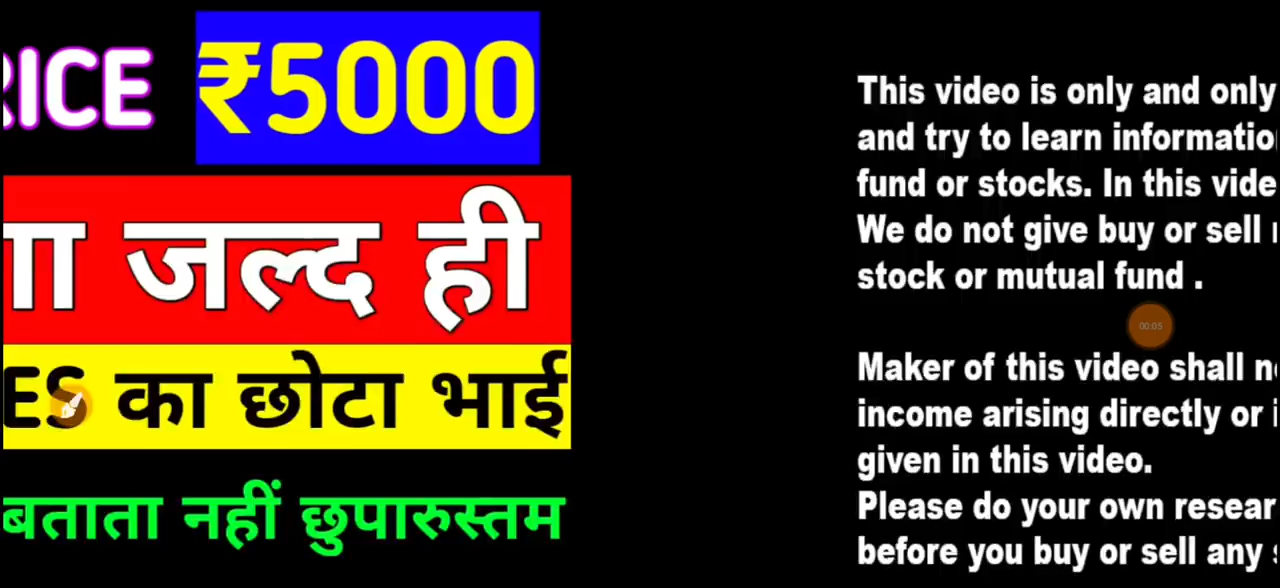 RICE ₹5000
गा जल्द ही
ES का छोटा भाई
बताता नहीं छुपारुस्तम
This video is only and only
and try to learn informatio
fund or stocks. In this vide
We do not give buy or sell
stock or mutual fund .
00:05
Maker of this video shall n
income arising directly or i
given in this video.
Please do your own resear
before you buy or sell any